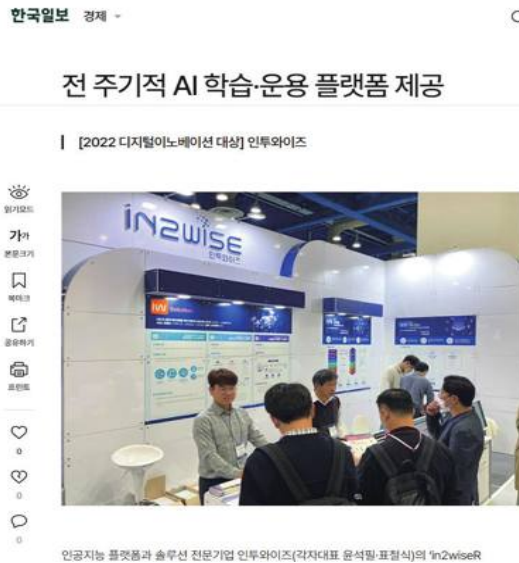 한국일보 경제
전 주기적 AI 학습·운용 플랫폼 제공
[2022 디지털이노베이션 대상] 인투와이즈
읽기모드
가가
본문크기
북마크
공유하기
프린트
0
0
0
iN2WiSE
인투와이즈
인공지능 플랫폼과 솔루션 전문기업 인투와이즈(각자대표 윤석필·표철식)의 'in2wiseR